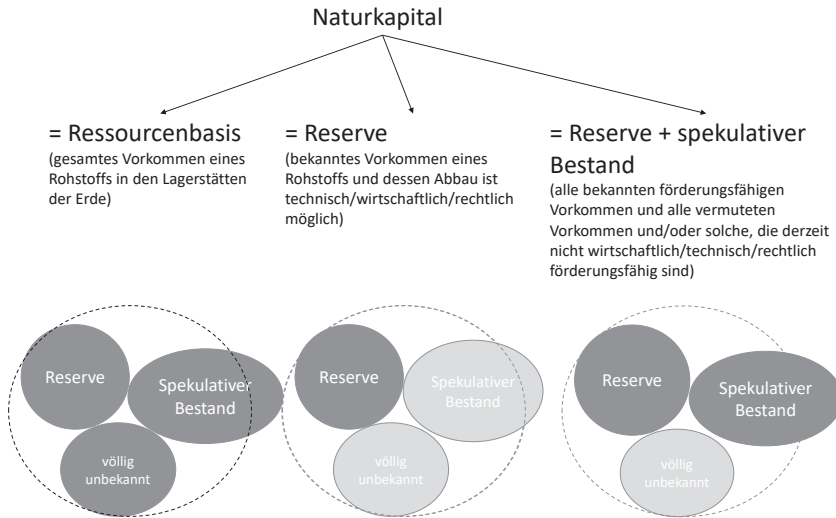 Naturkapital
= Ressourcenbasis
(gesamtes Vorkommen eines
Rohstoffs in den Lagerstätten
der Erde)
= Reserve
(bekanntes Vorkommen eines
Rohstoffs und dessen Abbau ist
technisch/wirtschaftlich/rechtlich
möglich)
= Reserve + spekulativer
Bestand
(alle bekannten förderungsfähigen
Vorkommen und alle vermuteten
Vorkommen und/oder solche, die derzeit
nicht wirtschaftlich/technisch/rechtlich
förderungsfähig sind)
Reserve
Spekulativer
Bestand
völlig
unbekannt
Reserve
Spekulativer
Bestand
völlig
unbekannt
Reserve
Spekulativer
Bestand
völlig
unbekannt